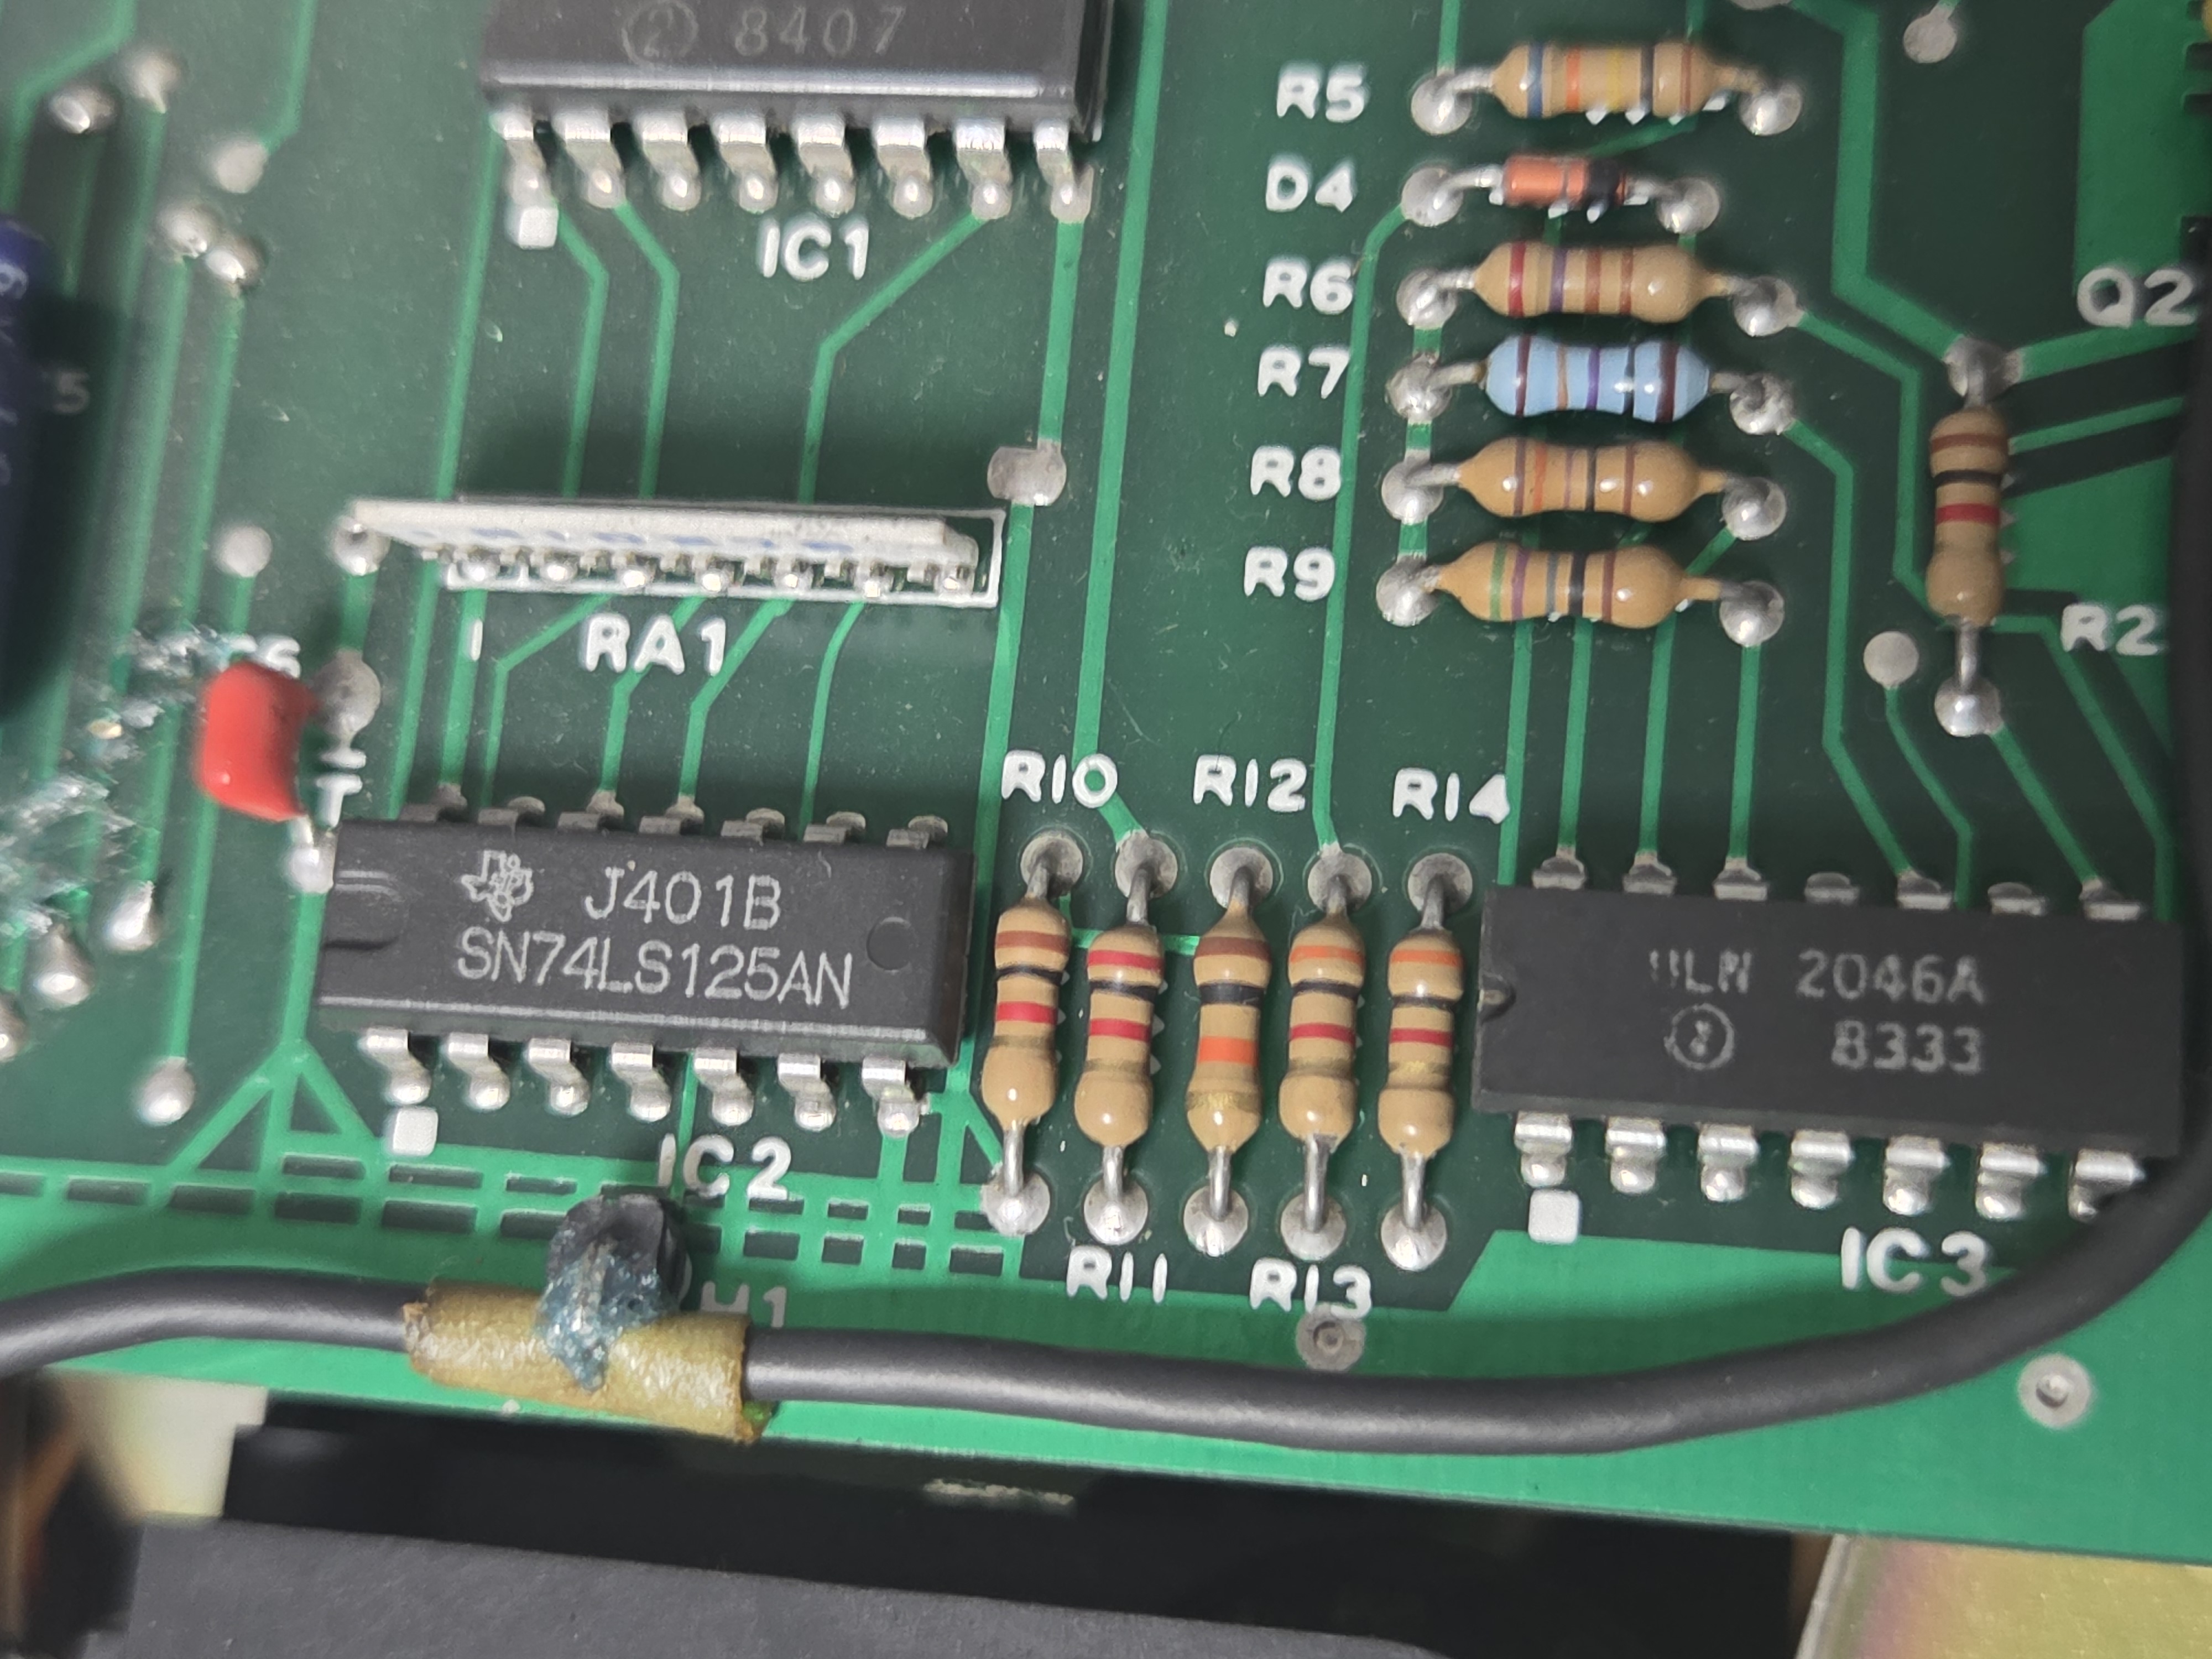 J401B
SN74LS125AN
IC2
RA1
IC1
8407
R10
R11
R12
R13
R14
R9
R8
R7
R6
D4
R5
ULN 2046A
8333
IC3
R2
Q2